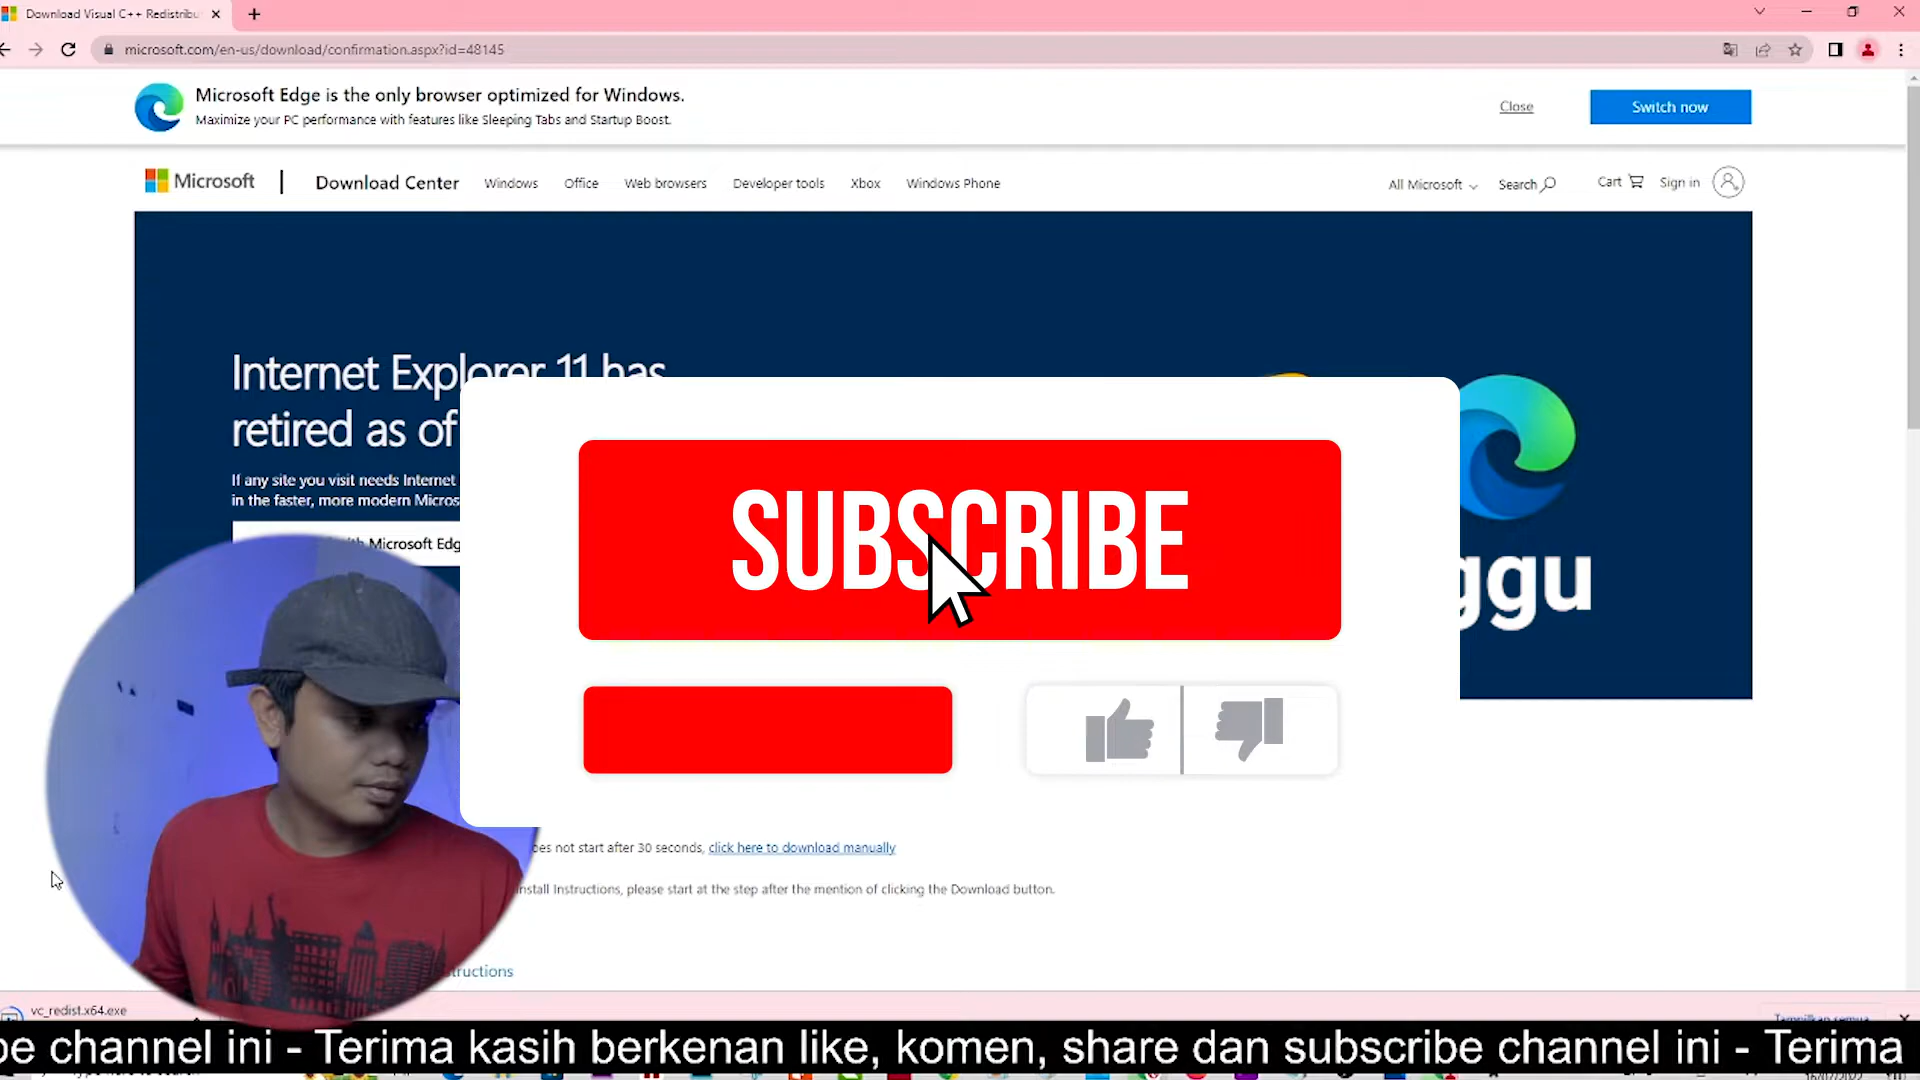 Download Visual C++ Redistribu
microsoft.com/en-us/download/confirmation.aspx?id=48145
Microsoft Edge is the only browser optimized for Windows.
Maximize your PC performance with features like Sleeping Tabs and Startup Boost.
Close
Switch now
Microsoft
Download Center
Windows
Office
Web browsers
Developer tools
Xbox
Windows Phone
All Microsoft
Search
Cart
Sign in
Internet Explorer 11 has
retired as of
If any site you visit needs Internet
in the faster, more modern Micros
Microsoft Edg
SUBSCRIBE
ggu
es not start after 30 seconds, click here to download manually
nstall Instructions, please start at the step after the mention of clicking the Download button.
structions
vc_redist.x64.exe
Tampilkan semua
be channel ini - Terima kasih berkenan like, komen, share dan subscribe channel ini - Terima